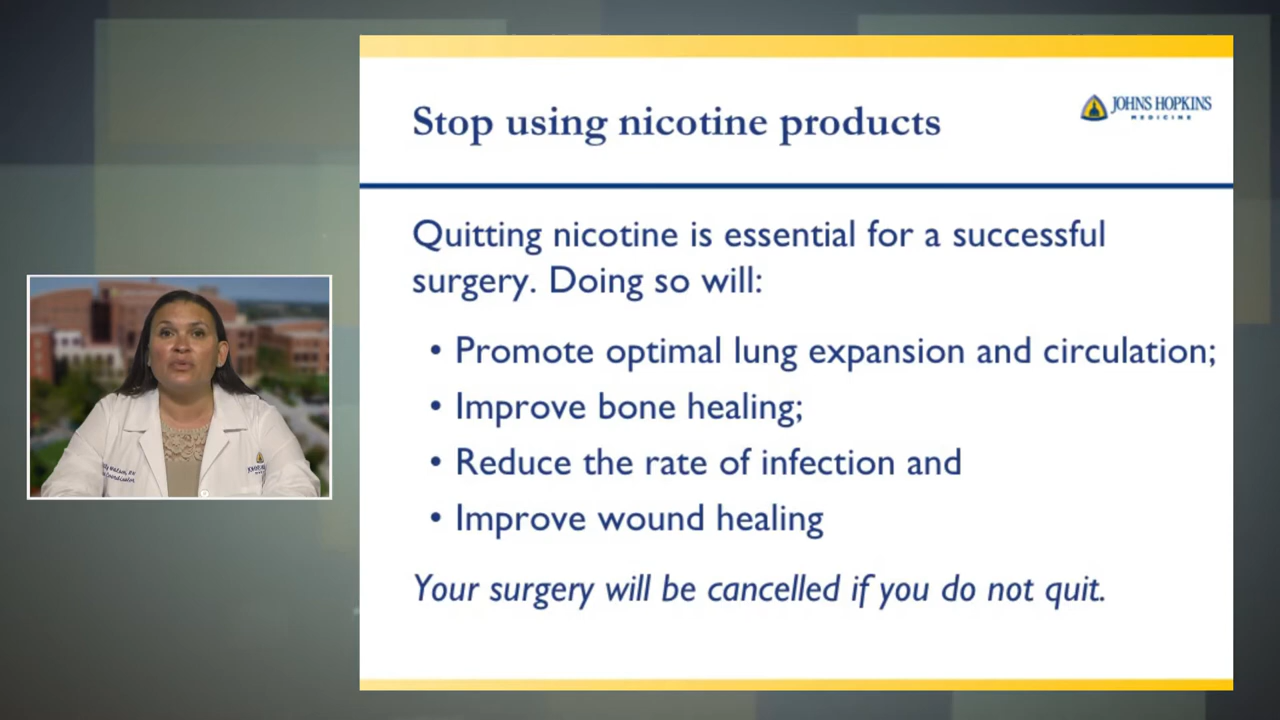 Stop using nicotine products
JOHNS HOPKINS
MEDICINE
Quitting nicotine is essential for a successful
surgery. Doing so will:
• Promote optimal lung expansion and circulation;
• Improve bone healing;
• Reduce the rate of infection and
• Improve wound healing
Your surgery will be cancelled if you do not quit.